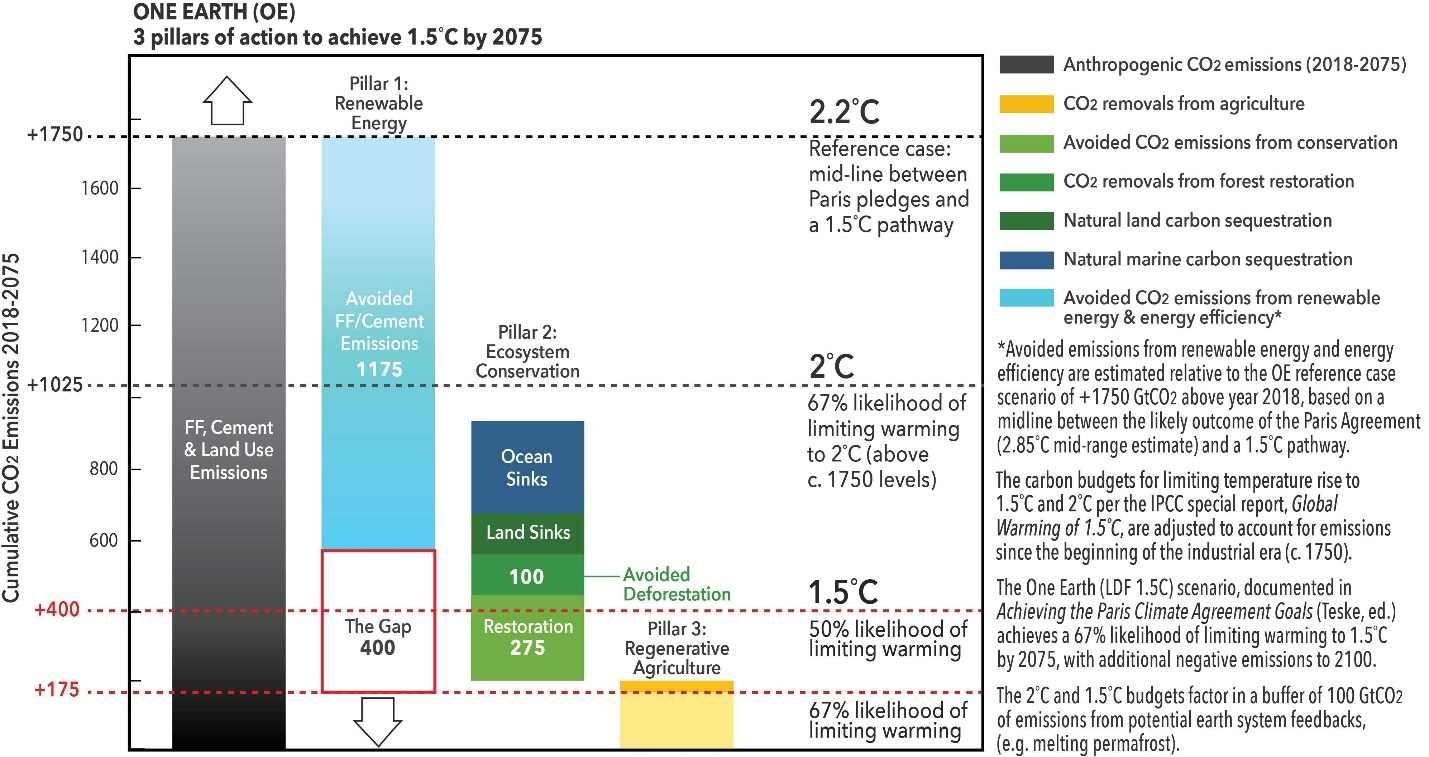 ONE EARTH (OE)
3 pillars of action to achieve 1.5˚C by 2075
Cumulative CO2 Emissions 2018-2075
+1750
1600
1400
1200
+1025
800
600
+400
+175
FF, Cement
& Land Use
Emissions
Pillar 1:
Renewable
Energy
Avoided
FF/Cement
Emissions
1175
The Gap
400
Pillar 2:
Ecosystem
Conservation
Ocean
Sinks
Land Sinks
100
Avoided
Deforestation
Restoration
275
Pillar 3:
Regenerative
Agriculture
2.2˚C
Reference case:
mid-line between
Paris pledges and
a 1.5˚C pathway
2˚C
67% likelihood of
limiting warming
to 2˚C (above
c. 1750 levels)
1.5˚C
50% likelihood of
limiting warming
67% likelihood of
limiting warming
Anthropogenic CO2 emissions (2018-2075)
CO2 removals from agriculture
Avoided CO2 emissions from conservation
CO2 removals from forest restoration
Natural land carbon sequestration
Natural marine carbon sequestration
Avoided CO2 emissions from renewable
energy & energy efficiency*
*Avoided emissions from renewable energy and energy
efficiency are estimated relative to the OE reference case
scenario of +1750 GtCO2 above year 2018, based on a
midline between the likely outcome of the Paris Agreement
(2.85˚C mid-range estimate) and a 1.5˚C pathway.
The carbon budgets for limiting temperature rise to
1.5˚C and 2˚C per the IPCC special report, Global
Warming of 1.5˚C, are adjusted to account for emissions
since the beginning of the industrial era (c. 1750).
The One Earth (LDF 1.5C) scenario, documented in
Achieving the Paris Climate Agreement Goals (Teske, ed.)
achieves a 67% likelihood of limiting warming to 1.5˚C
by 2075, with additional negative emissions to 2100.
The 2˚C and 1.5˚C budgets factor in a buffer of 100 GtCO2
of emissions from potential earth system feedbacks,
(e.g. melting permafrost).